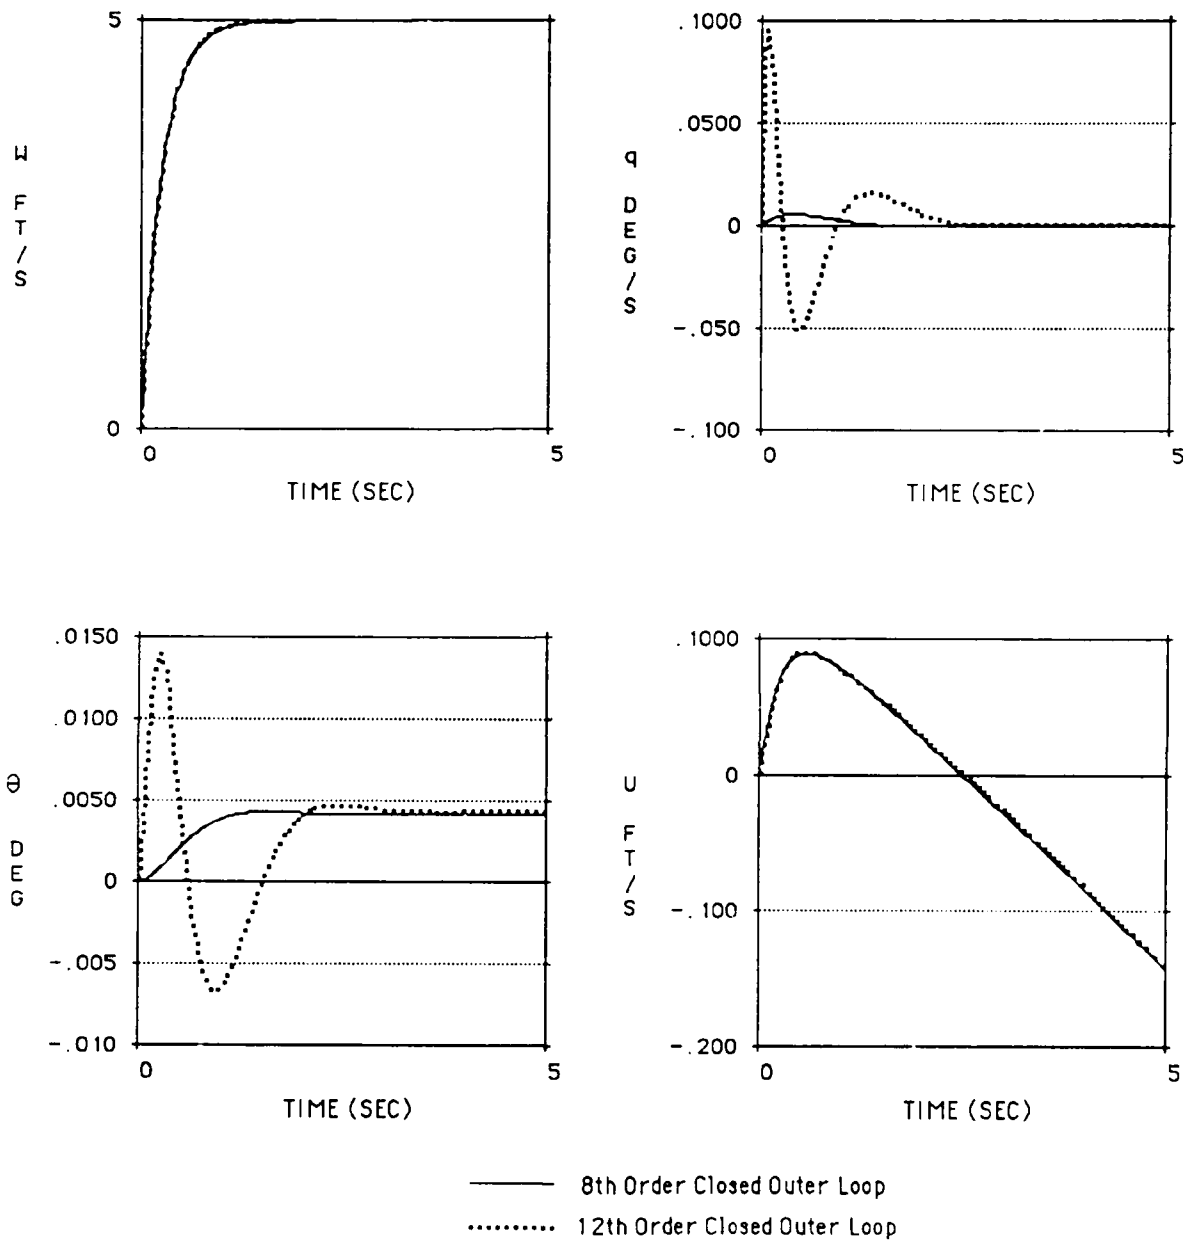 5
W FT/S
0
0 5
TIME (SEC)
.1000
.0500
q DEG/S
0
-.050
-.100
0 5
TIME (SEC)
.0150
.0100
θ DEG
.0050
0
-.005
-.010
0 5
TIME (SEC)
.1000
U FT/S
0
-.100
-.200
0 5
TIME (SEC)
8th Order Closed Outer Loop
12th Order Closed Outer Loop